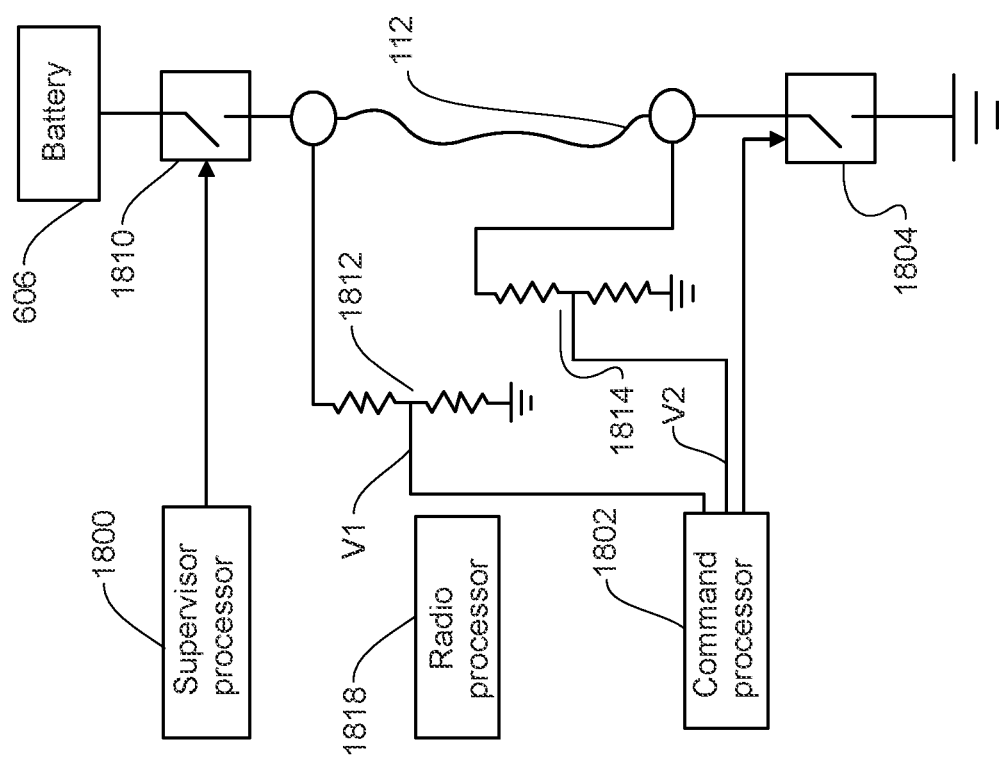 606
Battery
1800
1810
Supervisor
processor
1818
V1
1812
112
Radio
processor
1802
1814
V2
Command
processor
1804